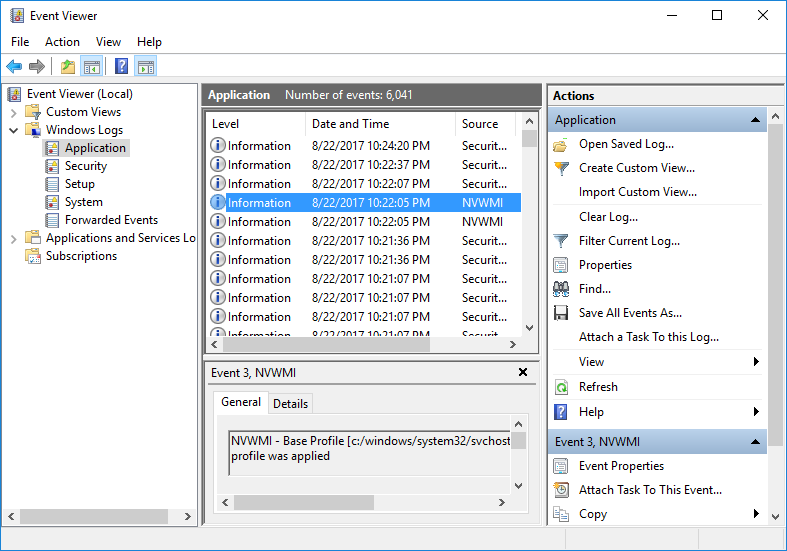 Event Viewer
File Action View Help
Event Viewer (Local)
Custom Views
Windows Logs
Application
Security
Setup
System
Forwarded Events
Applications and Services Lo
Subscriptions
Application Number of events: 6,041
Level Date and Time Source
Information 8/22/2017 10:24:20 PM Securit...
Information 8/22/2017 10:22:37 PM Securit...
Information 8/22/2017 10:22:07 PM Securit...
Information 8/22/2017 10:22:05 PM NVWMI
Information 8/22/2017 10:22:05 PM NVWMI
Information 8/22/2017 10:21:36 PM Securit...
Information 8/22/2017 10:21:36 PM Securit...
Information 8/22/2017 10:21:07 PM Securit...
Information 8/22/2017 10:21:07 PM Securit...
Information 8/22/2017 10:21:07 PM Securit...
Information 8/22/2017 10:21:07 PM Securit...
Event 3, NVWMI
General Details
NVWMI - Base Profile [c:/windows/system32/svchost
profile was applied
Actions
Application
Open Saved Log...
Create Custom View...
Import Custom View...
Clear Log...
Filter Current Log...
Properties
Find...
Save All Events As...
Attach a Task To this Log...
View
Refresh
Help
Event 3, NVWMI
Event Properties
Attach Task To This Event...
Copy